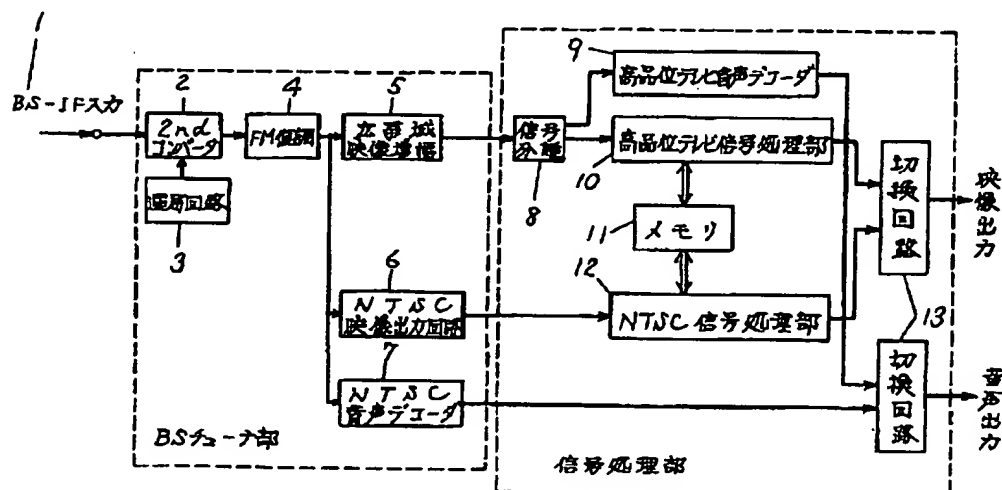 1
BS-IF入力
2
2nd
コンバータ
選局回路
3
4
FM復調
5
広帯域
映像増幅
6
NTSC
映像出力回路
7
NTSC
音声デコーダ
BSチューナ部
8
信号
分離
9
高品位テレビ音声デコーダ
10
高品位テレビ信号処理部
11
メモリ
12
NTSC信号処理部
13
切換回路
切換回路
映像出力
音声出力
信号処理部